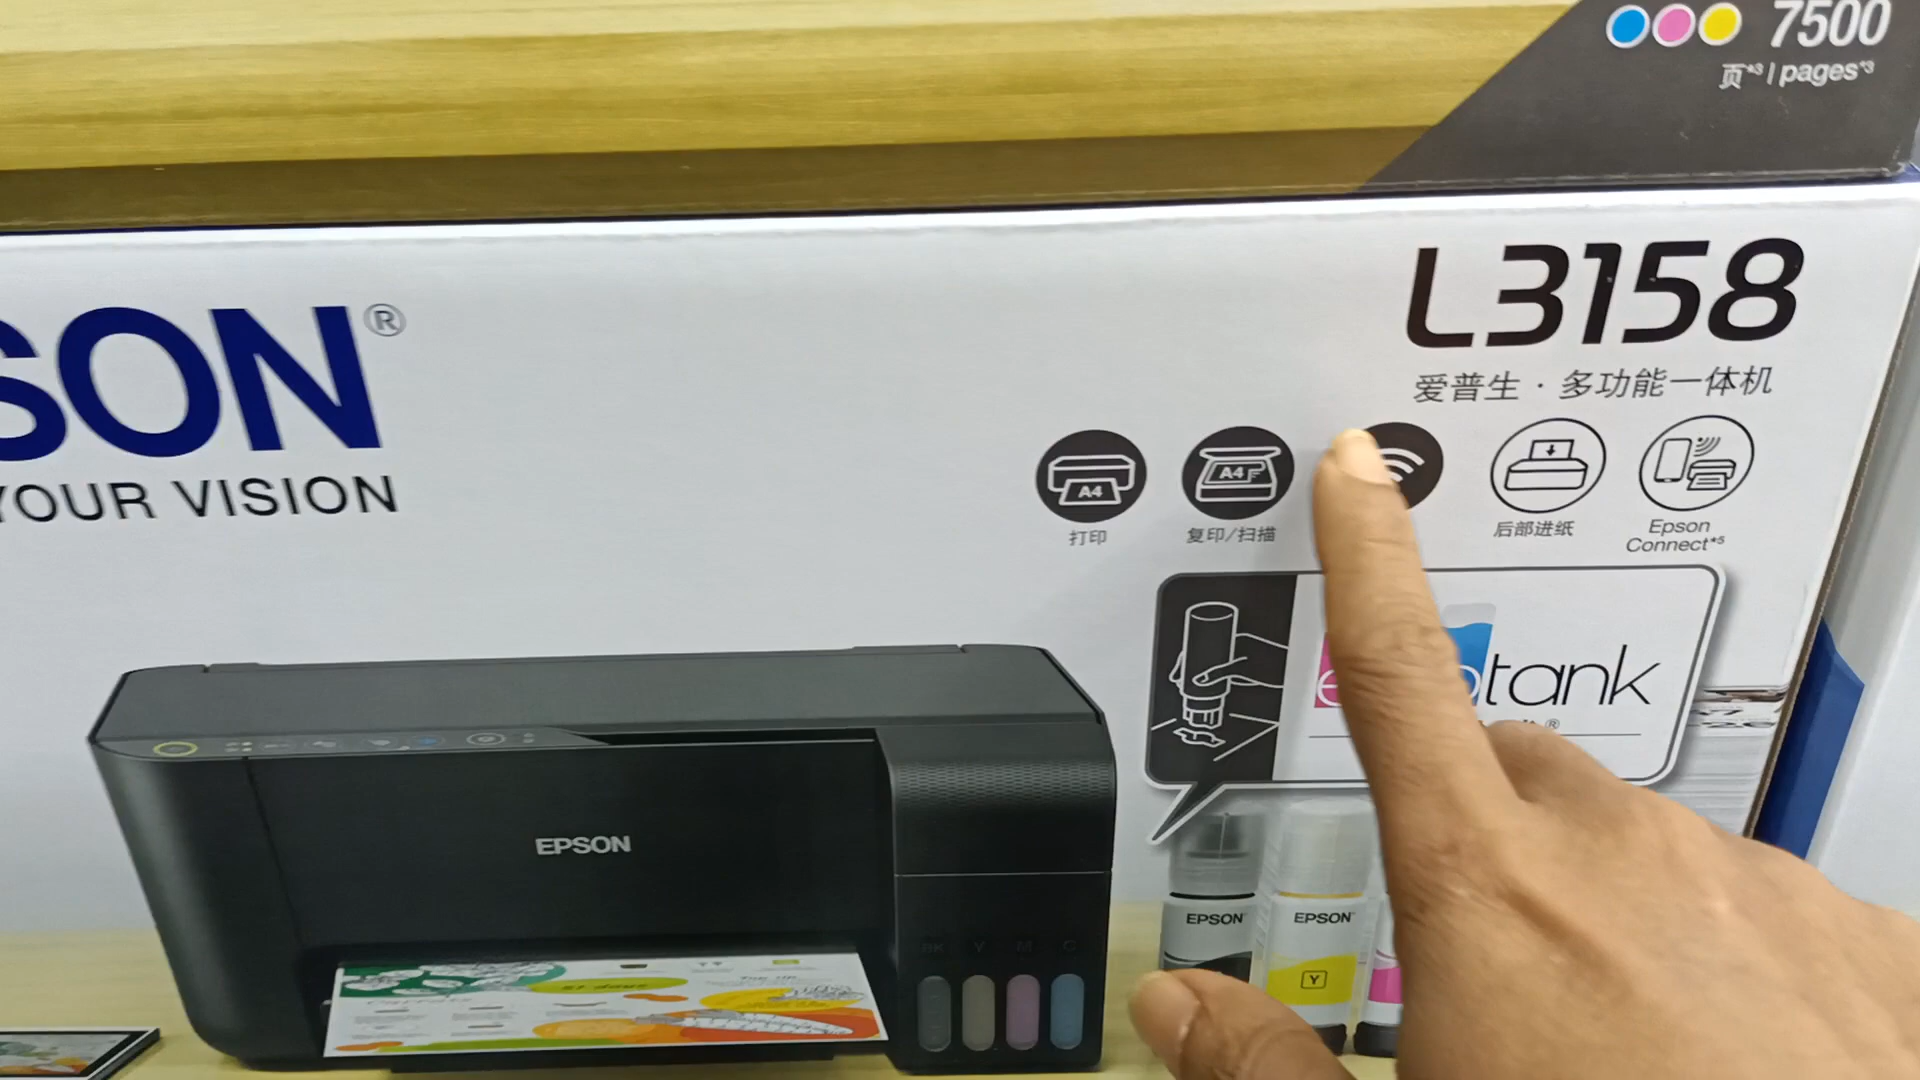 7500
页*3 | pages*3
L3158
爱普生·多功能一体机
SON®
YOUR VISION
A4
A4
打印
复印/扫描
后部进纸
Epson
Connect*5
tank
®
EPSON
BK Y M C
EPSON
EPSON
Y